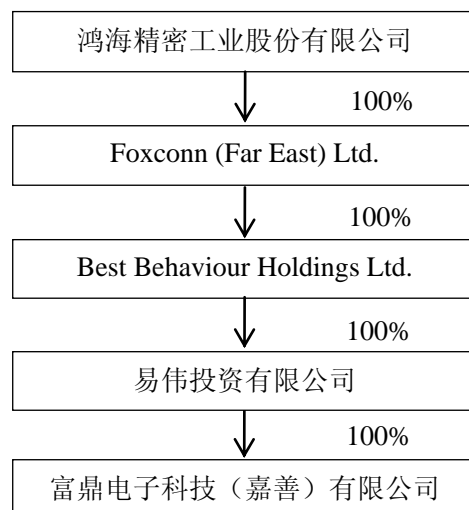 鸿海精密工业股份有限公司
100%
Foxconn (Far East) Ltd.
100%
Best Behaviour Holdings Ltd.
100%
易伟投资有限公司
100%
富鼎电子科技（嘉善）有限公司